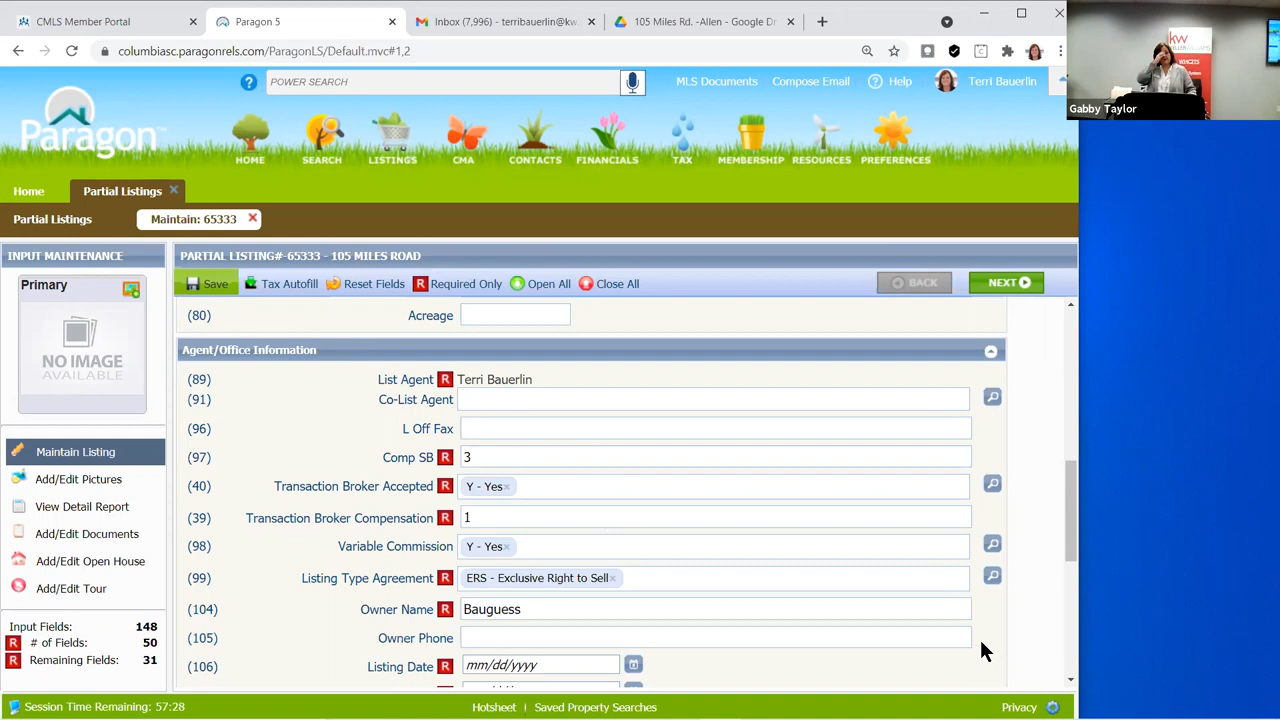 CMLS Member Portal
Paragon 5
Inbox (7,996) - terribauerlin@kw.
105 Miles Rd. -Allen - Google Dr
columbiasc.paragonrels.com/ParagonLS/Default.mvc#1,2
kw
KELLER WILLIAMS
Gabby Taylor
POWER SEARCH
MLS Documents
Compose Email
Help
Terri Bauerlin
Paragon
HOME
SEARCH
LISTINGS
CMA
CONTACTS
FINANCIALS
TAX
MEMBERSHIP
RESOURCES
PREFERENCES
Home
Partial Listings
Partial Listings
Maintain: 65333
INPUT MAINTENANCE
Primary
NO IMAGE
AVAILABLE
Maintain Listing
Add/Edit Pictures
View Detail Report
Add/Edit Documents
Add/Edit Open House
Add/Edit Tour
Input Fields: 148
R # of Fields: 50
R Remaining Fields: 31
PARTIAL LISTING#-65333 - 105 MILES ROAD
Save
Tax Autofill
Reset Fields
R Required Only
Open All
Close All
BACK
NEXT
(80) Acreage
Agent/Office Information
(89) List Agent R Terri Bauerlin
(91) Co-List Agent
(96) L Off Fax
(97) Comp SB R 3
(40) Transaction Broker Accepted R Y - Yes×
(39) Transaction Broker Compensation R 1
(98) Variable Commission R Y - Yes×
(99) Listing Type Agreement R ERS - Exclusive Right to Sell×
(104) Owner Name R Bauguess
(105) Owner Phone
(106) Listing Date R mm/dd/yyyy
Session Time Remaining: 57:28
Hotsheet
Saved Property Searches
Privacy